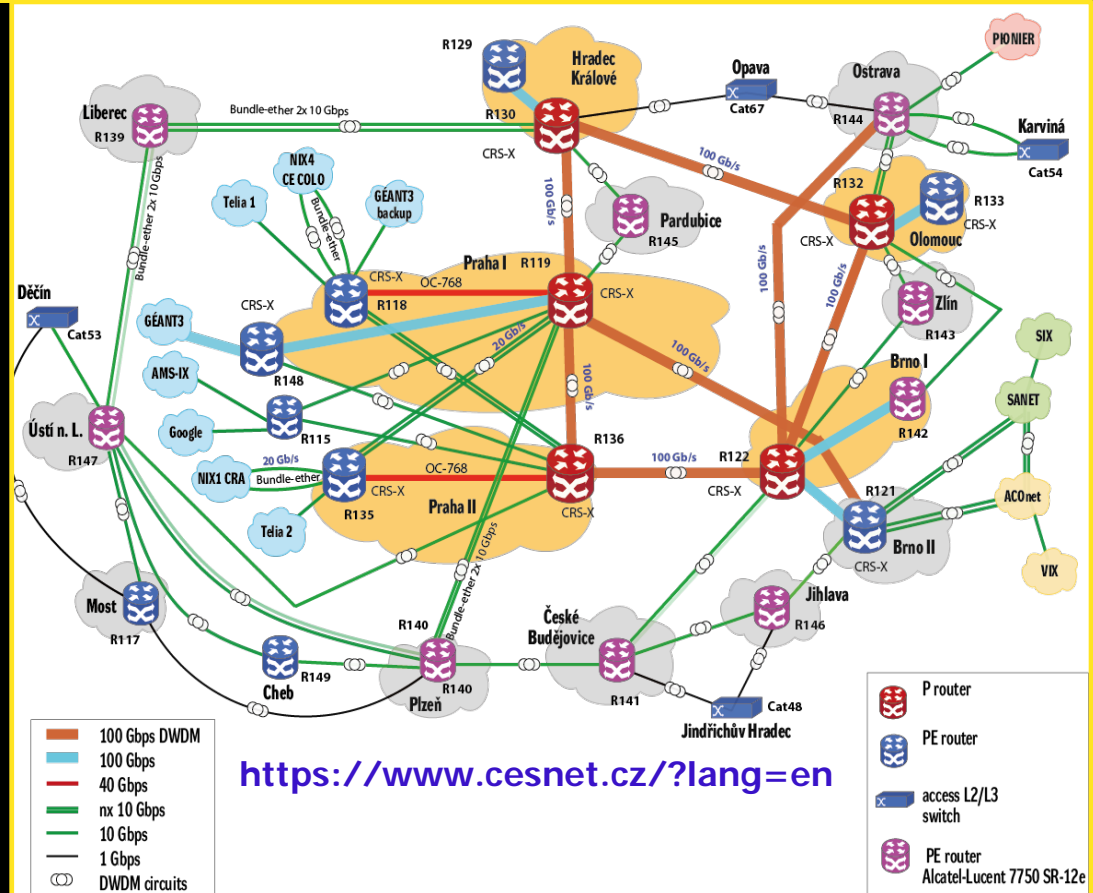 R129
Hradec
Králové
PIONIER
Opava
Cat67
Ostrava
R144
Liberec
R139
Bundle-ether 2x 10 Gbps
R130
CRS-X
Karviná
Cat54
NIX4
CE COLO
Bundle-ether
Telia 1
GÉANT3
backup
Bundle-ether 2x 10 Gbps
100 Gb/s
100 Gb/s
R132
CRS-X
R133
CRS-X
Olomouc
Pardubice
R145
Praha I
R119
CRS-X
CRS-X
OC-768
R118
100 Gb/s
100 Gb/s
Zlín
R143
Děčín
Cat53
GÉANT3
CRS-X
R148
20 Gb/s
100 Gb/s
100 Gb/s
SIX
AMS-IX
Google
R115
Brno I
R142
SANET
Ústí n. L.
R147
NIX1 CRA
20 Gb/s
Bundle-ether
OC-768
R135
CRS-X
Praha II
R136
CRS-X
100 Gb/s
R122
CRS-X
R121
CRS-X
Brno II
ACOnet
VIX
Telia 2
Bundle-ether 2x 10 Gbps
Most
R117
Cheb
R149
R140
R140
Plzeň
České
Budějovice
R141
Jihlava
R146
Cat48
Jindřichův Hradec
100 Gbps DWDM
100 Gbps
40 Gbps
nx 10 Gbps
10 Gbps
1 Gbps
DWDM circuits
https://www.cesnet.cz/?lang=en
P router
PE router
access L2/L3
switch
PE router
Alcatel-Lucent 7750 SR-12e